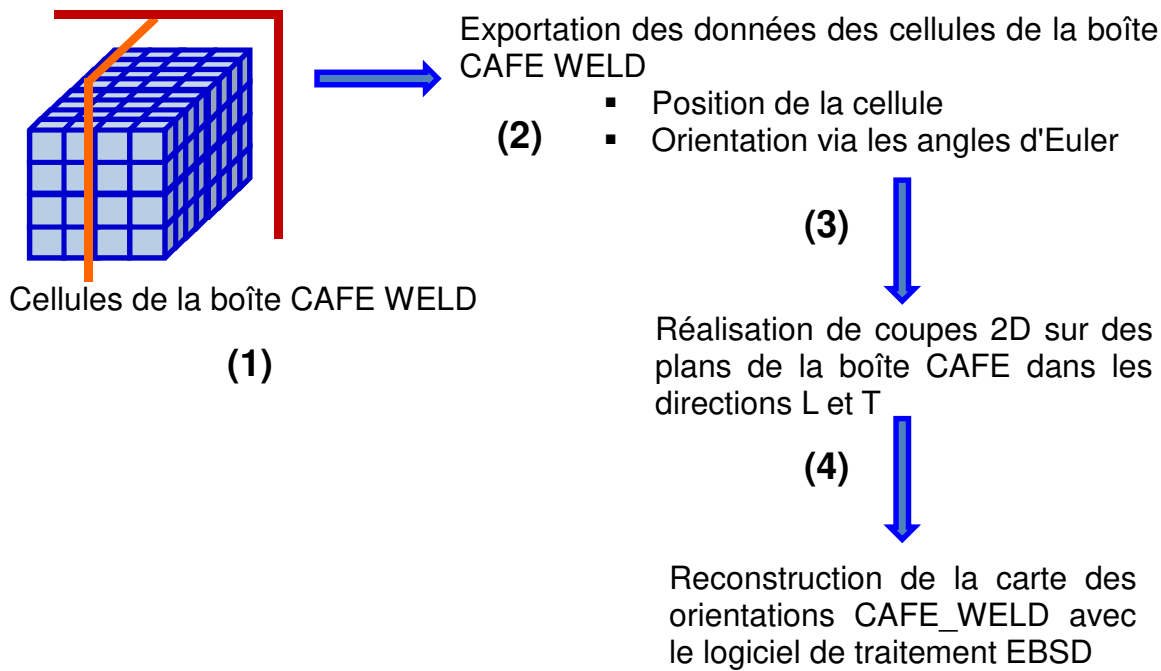 Exportation des données des cellules de la boîte
CAFE WELD
▪ Position de la cellule
(2)
▪ Orientation via les angles d'Euler
Cellules de la boîte CAFE WELD
(1)
(3)
Réalisation de coupes 2D sur des
plans de la boîte CAFE dans les
directions L et T
(4)
Reconstruction de la carte des
orientations CAFE_WELD avec
le logiciel de traitement EBSD